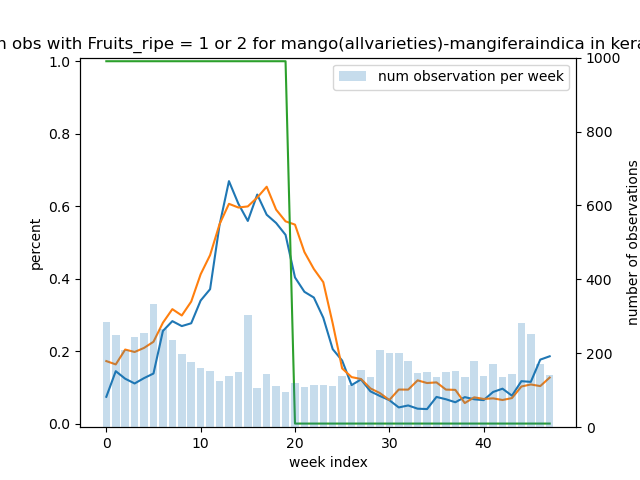 obs with Fruits_ripe = 1 or 2 for mango(allvarieties)-mangiferaindica in
num observation per week
1.0
0.8
0.6
0.4
0.2
0.0
percent
1000
800
600
400
200
0
number of observations
0 10 20 30 40
week index